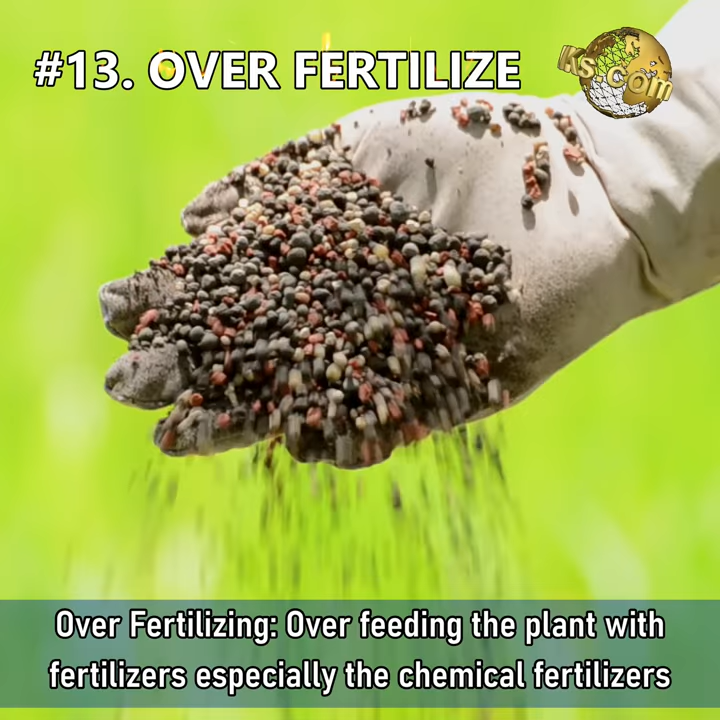 #13. OVER FERTILIZE
Ks.com
Over Fertilizing: Over feeding the plant with
fertilizers especially the chemical fertilizers